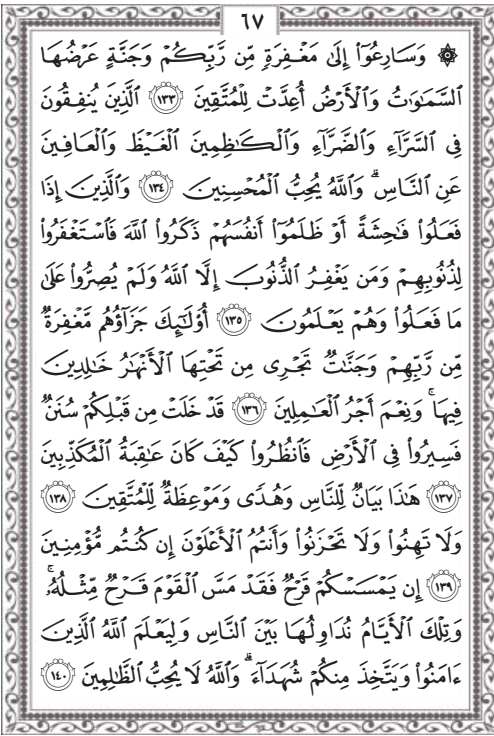 ٦٧
۞ وَسَارِعُوٓا۟ إِلَىٰ مَغْفِرَةٍ مِّن رَّبِّكُمْ وَجَنَّةٍ عَرْضُهَا
ٱلسَّمَٰوَٰتُ وَٱلْأَرْضُ أُعِدَّتْ لِلْمُتَّقِينَ ١٣٣ ٱلَّذِينَ يُنفِقُونَ
فِى ٱلسَّرَّآءِ وَٱلضَّرَّآءِ وَٱلْكَٰظِمِينَ ٱلْغَيْظَ وَٱلْعَافِينَ
عَنِ ٱلنَّاسِ ۗ وَٱللَّهُ يُحِبُّ ٱلْمُحْسِنِينَ ١٣٤ وَٱلَّذِينَ إِذَا
فَعَلُوا۟ فَٰحِشَةً أَوْ ظَلَمُوٓا۟ أَنفُسَهُمْ ذَكَرُوا۟ ٱللَّهَ فَٱسْتَغْفَرُوا۟
لِذُنُوبِهِمْ وَمَن يَغْفِرُ ٱلذُّنُوبَ إِلَّا ٱللَّهُ وَلَمْ يُصِرُّوا۟ عَلَىٰ
مَا فَعَلُوا۟ وَهُمْ يَعْلَمُونَ ١٣٥ أُو۟لَٰٓئِكَ جَزَآؤُهُم مَّغْفِرَةٌ
مِّن رَّبِّهِمْ وَجَنَّٰتٌ تَجْرِى مِن تَحْتِهَا ٱلْأَنْهَٰرُ خَٰلِدِينَ
فِيهَا ۚ وَنِعْمَ أَجْرُ ٱلْعَٰمِلِينَ ١٣٦ قَدْ خَلَتْ مِن قَبْلِكُمْ سُنَنٌ
فَسِيرُوا۟ فِى ٱلْأَرْضِ فَٱنظُرُوا۟ كَيْفَ كَانَ عَٰقِبَةُ ٱلْمُكَذِّبِينَ
١٣٧ هَٰذَا بَيَانٌ لِّلنَّاسِ وَهُدًى وَمَوْعِظَةٌ لِّلْمُتَّقِينَ ١٣٨
وَلَا تَهِنُوا۟ وَلَا تَحْزَنُوا۟ وَأَنتُمُ ٱلْأَعْلَوْنَ إِن كُنتُم مُّؤْمِنِينَ
١٣٩ إِن يَمْسَسْكُمْ قَرْحٌ فَقَدْ مَسَّ ٱلْقَوْمَ قَرْحٌ مِّثْلُهُۥ ۚ
وَتِلْكَ ٱلْأَيَّامُ نُدَاوِلُهَا بَيْنَ ٱلنَّاسِ وَلِيَعْلَمَ ٱللَّهُ ٱلَّذِينَ
ءَامَنُوا۟ وَيَتَّخِذَ مِنكُمْ شُهَدَآءَ ۗ وَٱللَّهُ لَا يُحِبُّ ٱلظَّٰلِمِينَ ١٤٠